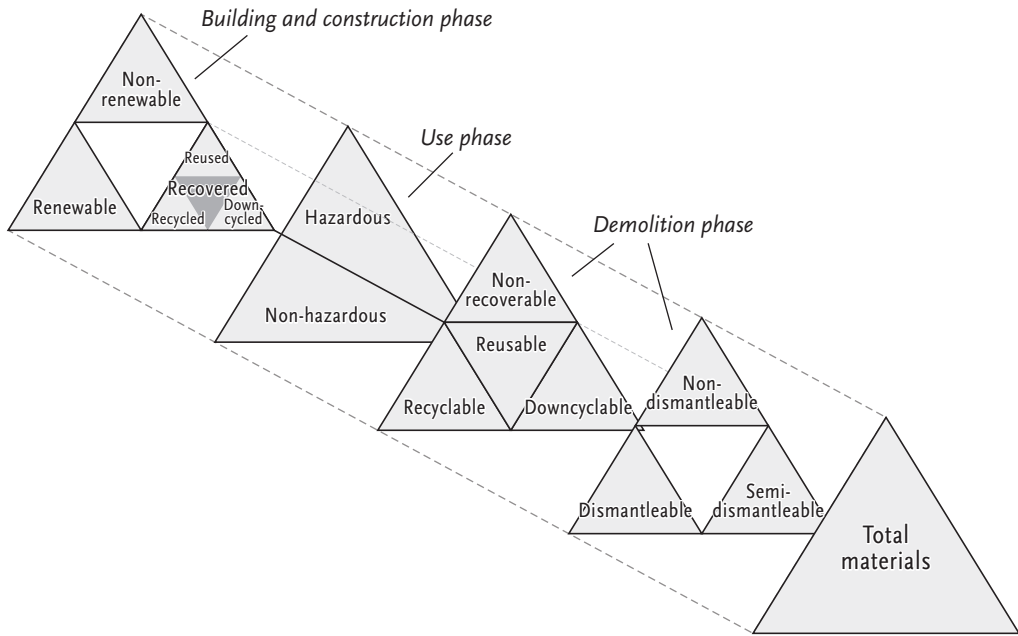 Building and construction phase
Non-
renewable
Renewable
Reused
Recovered
Recycled
Down-
cycled
Use phase
Hazardous
Non-hazardous
Demolition phase
Non-
recoverable
Reusable
Recyclable
Downcyclable
Non-
dismantleable
Dismantleable
Semi-
dismantleable
Total
materials